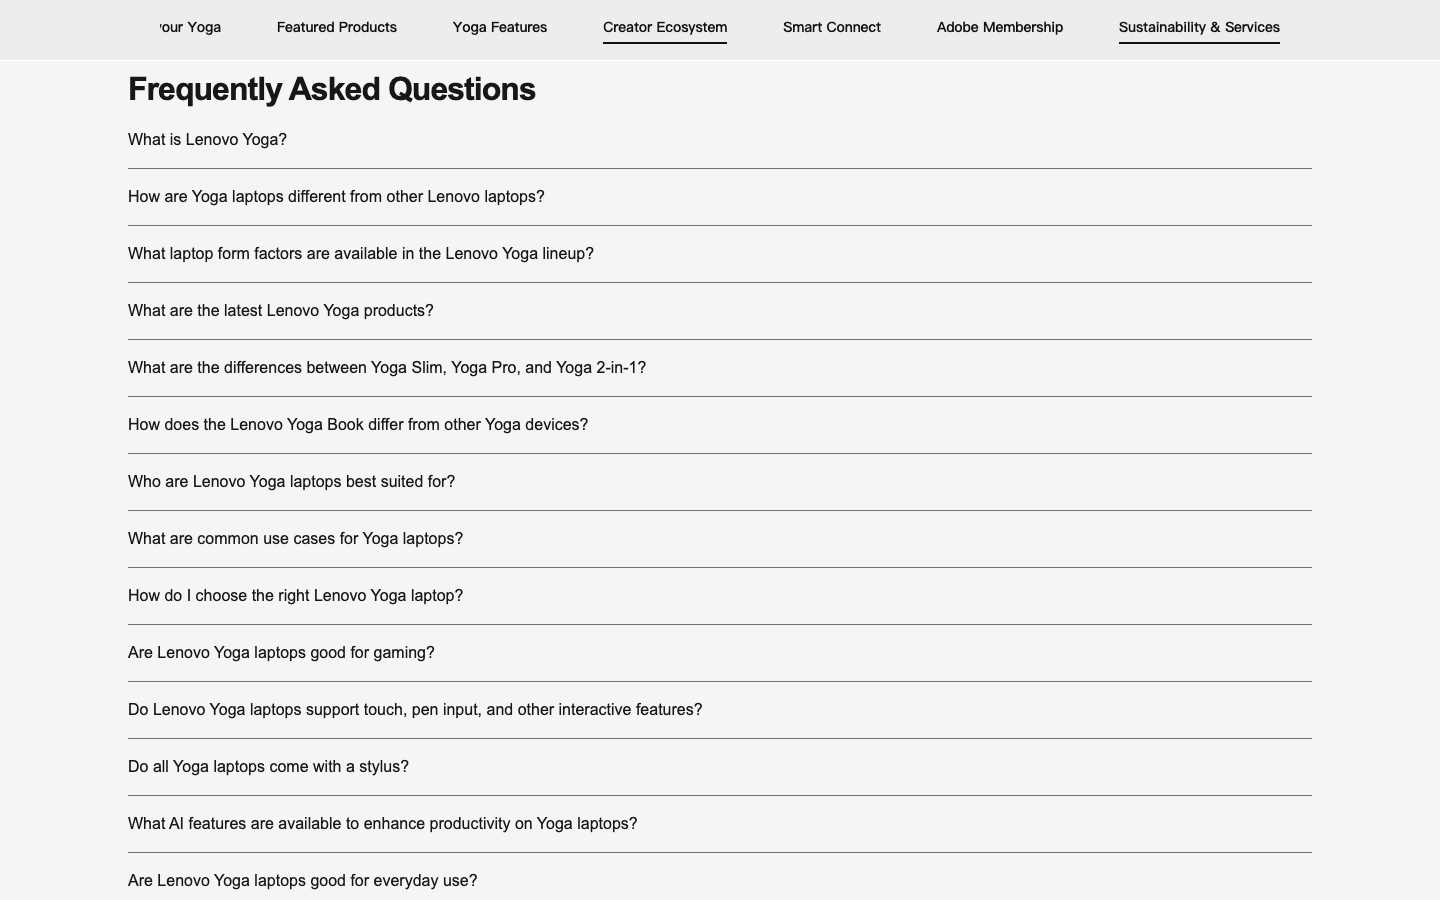 your Yoga
Featured Products
Yoga Features
Creator Ecosystem
Smart Connect
Adobe Membership
Sustainability & Services
Frequently Asked Questions
What is Lenovo Yoga?
How are Yoga laptops different from other Lenovo laptops?
What laptop form factors are available in the Lenovo Yoga lineup?
What are the latest Lenovo Yoga products?
What are the differences between Yoga Slim, Yoga Pro, and Yoga 2-in-1?
How does the Lenovo Yoga Book differ from other Yoga devices?
Who are Lenovo Yoga laptops best suited for?
What are common use cases for Yoga laptops?
How do I choose the right Lenovo Yoga laptop?
Are Lenovo Yoga laptops good for gaming?
Do Lenovo Yoga laptops support touch, pen input, and other interactive features?
Do all Yoga laptops come with a stylus?
What AI features are available to enhance productivity on Yoga laptops?
Are Lenovo Yoga laptops good for everyday use?